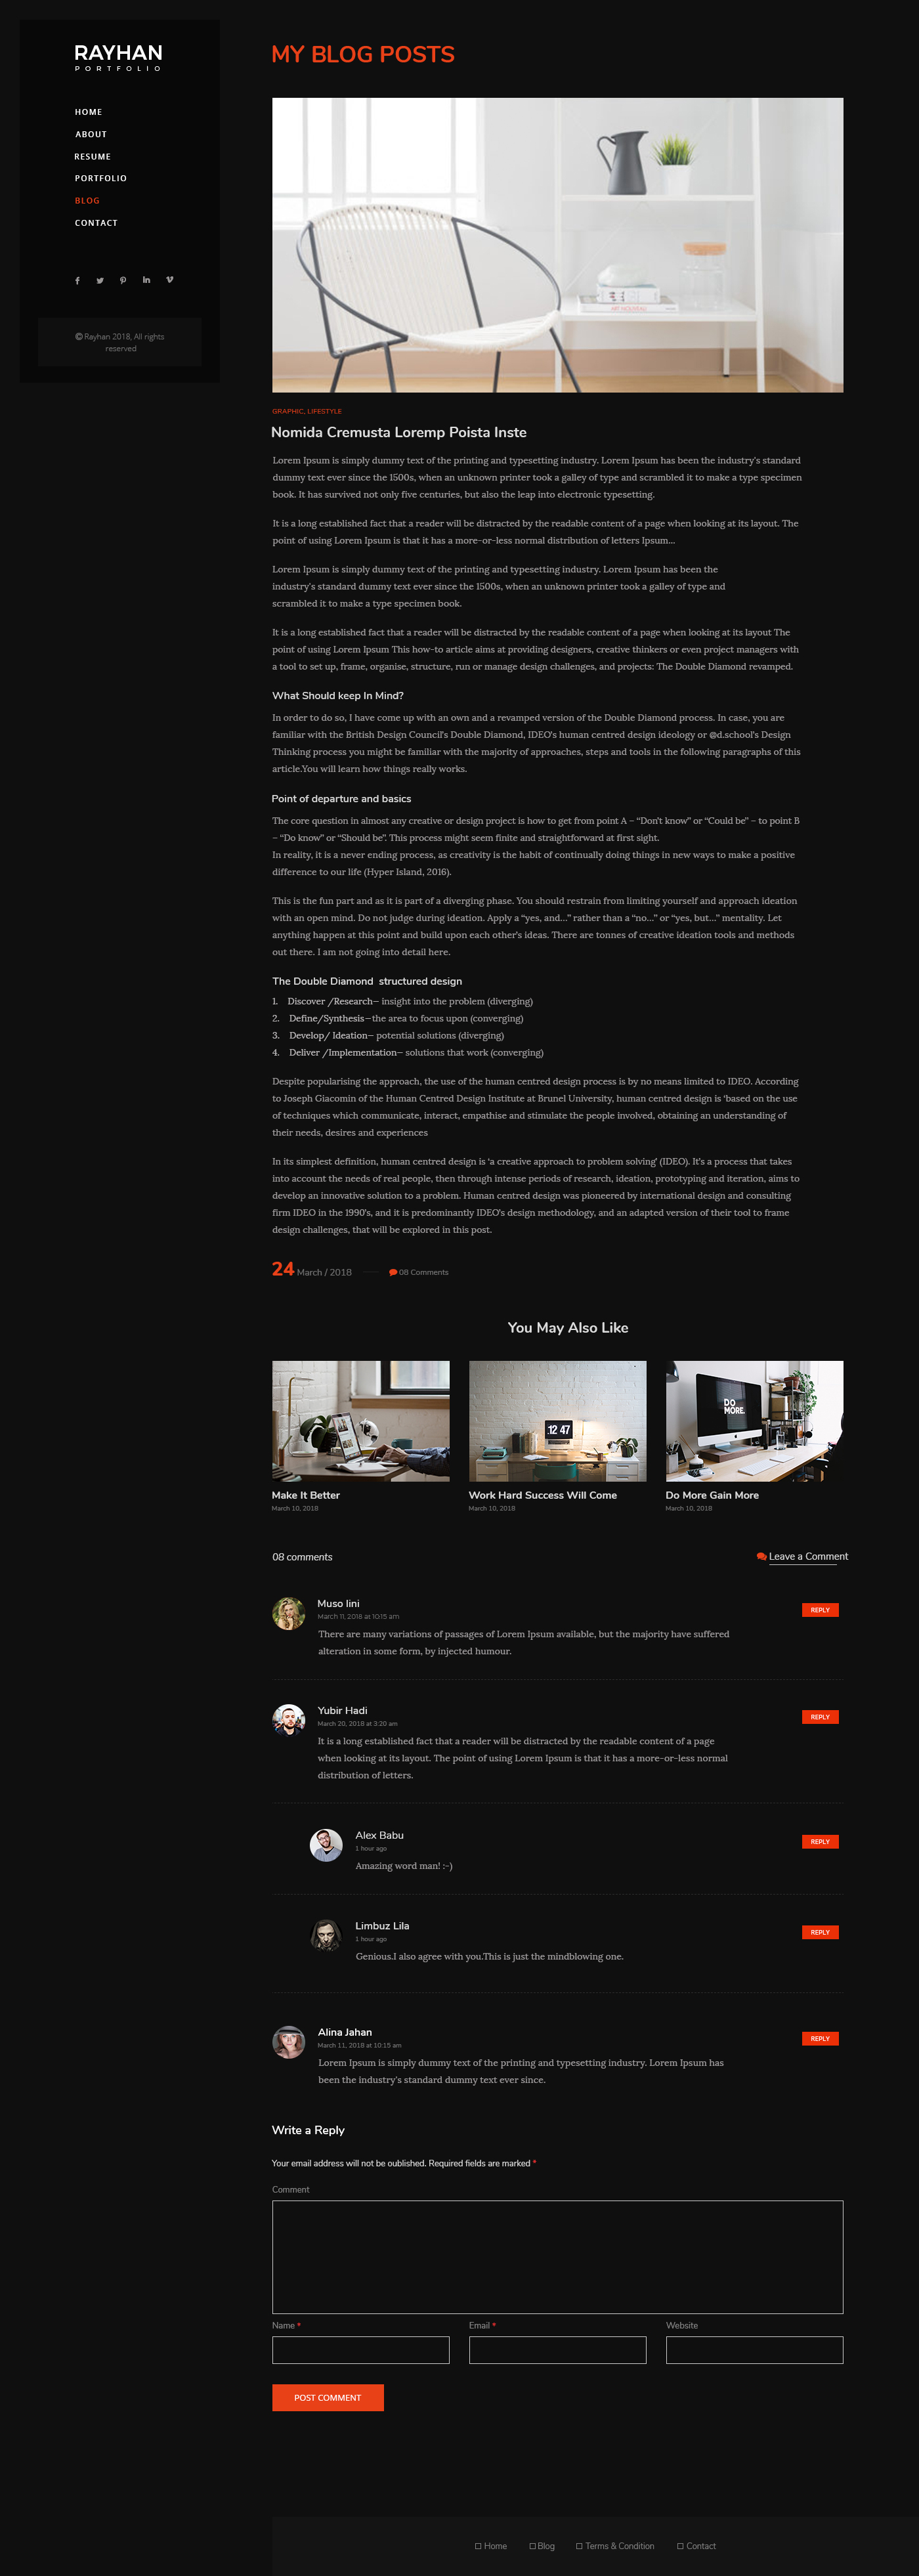 RAYHAN
PORTFOLIO
HOME
ABOUT
RESUME
PORTFOLIO
BLOG
CONTACT
© Rayhan 2018, All rights
reserved
MY BLOG POSTS
ART NOUVEAU
GRAPHIC, LIFESTYLE
Nomida Cremusta Loremp Poista Inste
Lorem Ipsum is simply dummy text of the printing and typesetting industry. Lorem Ipsum has been the industry's standard
dummy text ever since the 1500s, when an unknown printer took a galley of type and scrambled it to make a type specimen
book. It has survived not only five centuries, but also the leap into electronic typesetting.
It is a long established fact that a reader will be distracted by the readable content of a page when looking at its layout. The
point of using Lorem Ipsum is that it has a more-or-less normal distribution of letters Ipsum...
Lorem Ipsum is simply dummy text of the printing and typesetting industry. Lorem Ipsum has been the
industry's standard dummy text ever since the 1500s, when an unknown printer took a galley of type and
scrambled it to make a type specimen book.
It is a long established fact that a reader will be distracted by the readable content of a page when looking at its layout The
point of using Lorem Ipsum This how-to article aims at providing designers, creative thinkers or even project managers with
a tool to set up, frame, organise, structure, run or manage design challenges, and projects: The Double Diamond revamped.
What Should keep In Mind?
In order to do so, I have come up with an own and a revamped version of the Double Diamond process. In case, you are
familiar with the British Design Council's Double Diamond, IDEO's human centred design ideology or @d.school's Design
Thinking process you might be familiar with the majority of approaches, steps and tools in the following paragraphs of this
article.You will learn how things really works.
Point of departure and basics
The core question in almost any creative or design project is how to get from point A – “Don't know” or “Could be” – to point B
– “Do know” or “Should be”. This process might seem finite and straightforward at first sight.
In reality, it is a never ending process, as creativity is the habit of continually doing things in new ways to make a positive
difference to our life (Hyper Island, 2016).
This is the fun part and as it is part of a diverging phase. You should restrain from limiting yourself and approach ideation
with an open mind. Do not judge during ideation. Apply a “yes, and…” rather than a “no…” or “yes, but…” mentality. Let
anything happen at this point and build upon each other's ideas. There are tonnes of creative ideation tools and methods
out there. I am not going into detail here.
The Double Diamond structured design
1. Discover /Research— insight into the problem (diverging)
2. Define/Synthesis—the area to focus upon (converging)
3. Develop/ Ideation— potential solutions (diverging)
4. Deliver /Implementation— solutions that work (converging)
Despite popularising the approach, the use of the human centred design process is by no means limited to IDEO. According
to Joseph Giacomin of the Human Centred Design Institute at Brunel University, human centred design is 'based on the use
of techniques which communicate, interact, empathise and stimulate the people involved, obtaining an understanding of
their needs, desires and experiences
In its simplest definition, human centred design is 'a creative approach to problem solving' (IDEO). It's a process that takes
into account the needs of real people, then through intense periods of research, ideation, prototyping and iteration, aims to
develop an innovative solution to a problem. Human centred design was pioneered by international design and consulting
firm IDEO in the 1990's, and it is predominantly IDEO's design methodology, and an adapted version of their tool to frame
design challenges, that will be explored in this post.
24 March / 2018 08 Comments
You May Also Like
12 47
DO
MORE.
Make It Better
March 10, 2018
Work Hard Success Will Come
March 10, 2018
Do More Gain More
March 10, 2018
08 comments
Leave a Comment
Muso lini
March 11, 2018 at 10:15 am
REPLY
There are many variations of passages of Lorem Ipsum available, but the majority have suffered
alteration in some form, by injected humour.
Yubir Hadi
March 20, 2018 at 3:20 am
REPLY
It is a long established fact that a reader will be distracted by the readable content of a page
when looking at its layout. The point of using Lorem Ipsum is that it has a more-or-less normal
distribution of letters.
Alex Babu
1 hour ago
REPLY
Amazing word man! :-)
Limbuz Lila
1 hour ago
REPLY
Genious.I also agree with you.This is just the mindblowing one.
Alina Jahan
March 11, 2018 at 10:15 am
REPLY
Lorem Ipsum is simply dummy text of the printing and typesetting industry. Lorem Ipsum has
been the industry's standard dummy text ever since.
Write a Reply
Your email address will not be oublished. Required fields are marked *
Comment
Name *
Email *
Website
POST COMMENT
Home Blog Terms & Condition Contact